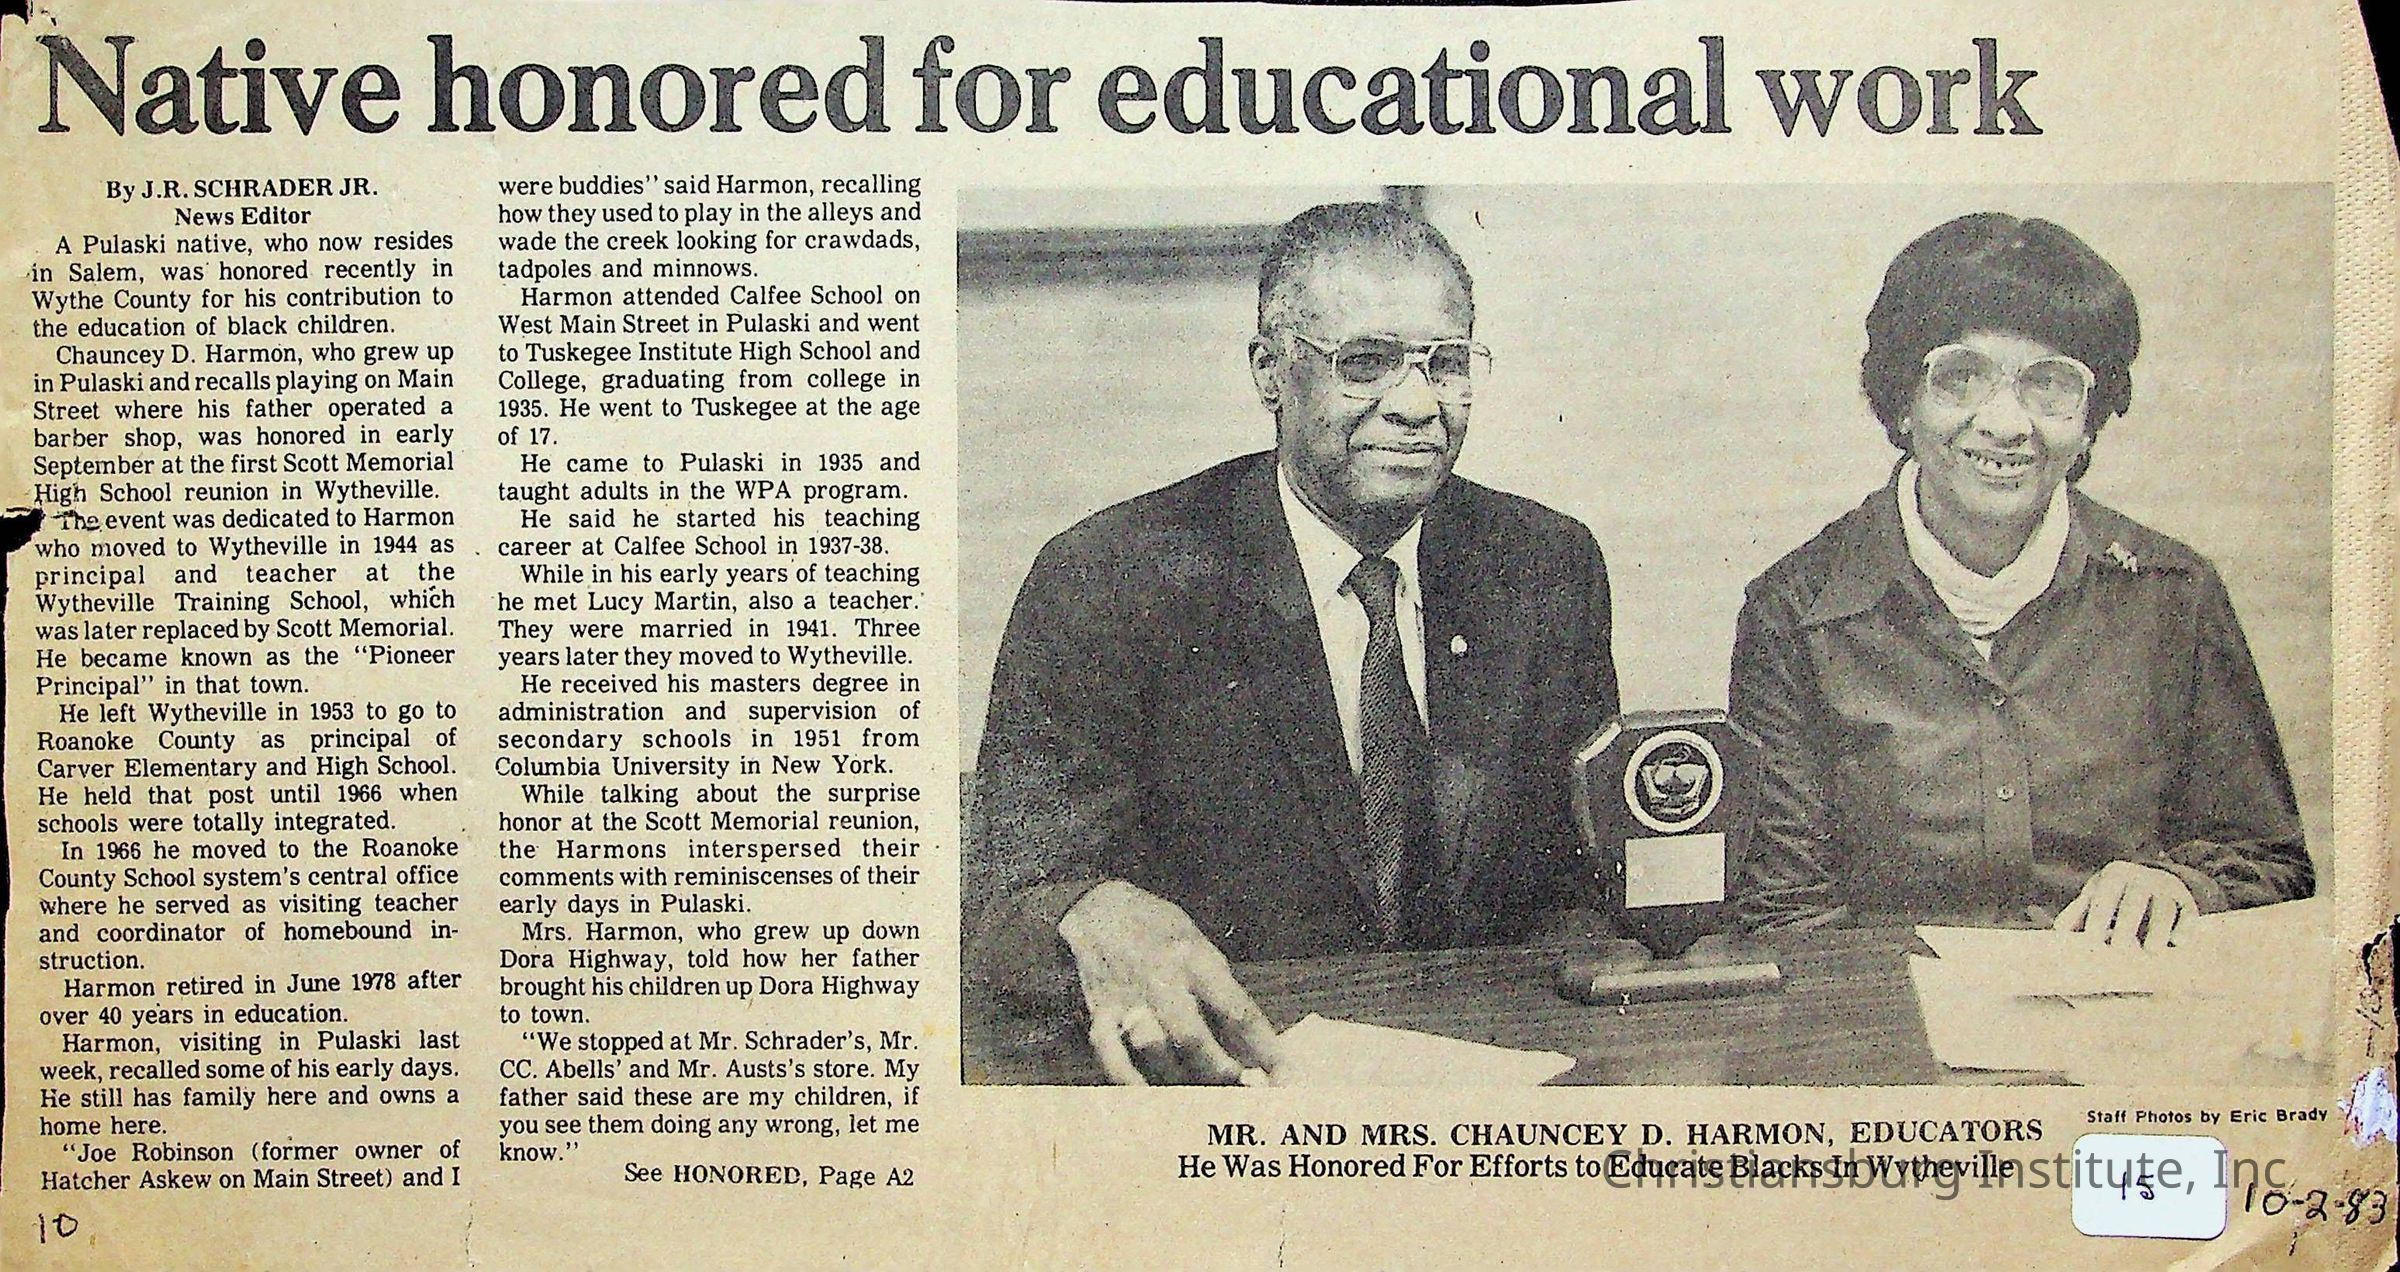 Native honored for educational work
By J.R. SCHRADER JR.
News Editor
A Pulaski native, who now resides
in Salem, was honored recently in
Wythe County for his contribution to
the education of black children.
Chauncey D. Harmon, who grew up
in Pulaski and recalls playing on Main
Street where his father operated a
barber shop, was honored in early
September at the first Scott Memorial
High School reunion in Wytheville.
The event was dedicated to Harmon
who moved to Wytheville in 1944 as
principal and teacher at the
Wytheville Training School, which
was later replaced by Scott Memorial.
He became known as the "Pioneer
Principal" in that town.
He left Wytheville in 1953 to go to
Roanoke County as principal of
Carver Elementary and High School.
He held that post until 1966 when
schools were totally integrated.
In 1966 he moved to the Roanoke
County School system's central office
where he served as visiting teacher
and coordinator of homebound in-
struction.
Harmon retired in June 1978 after
over 40 years in education.
Harmon, visiting in Pulaski last
week, recalled some of his early days.
He still has family here and owns a
home here.
"Joe Robinson (former owner of
Hatcher Askew on Main Street) and I
were buddies" said Harmon, recalling
how they used to play in the alleys and
wade the creek looking for crawdads,
tadpoles and minnows.
Harmon attended Calfee School on
West Main Street in Pulaski and went
to Tuskegee Institute High School and
College, graduating from college in
1935. He went to Tuskegee at the age
of 17.
He came to Pulaski in 1935 and
taught adults in the WPA program.
He said he started his teaching
career at Calfee School in 1937-38.
While in his early years of teaching
he met Lucy Martin, also a teacher.
They were married in 1941. Three
years later they moved to Wytheville.
He received his masters degree in
administration and supervision of
secondary schools in 1951 from
Columbia University in New York.
While talking about the surprise
honor at the Scott Memorial reunion,
the Harmons interspersed their
comments with reminiscenses of their
early days in Pulaski.
Mrs. Harmon, who grew up down
Dora Highway, told how her father
brought his children up Dora Highway
to town.
"We stopped at Mr. Schrader's, Mr.
CC. Abells' and Mr. Austs's store. My
father said these are my children, if
you see them doing any wrong, let me
know."
See HONORED, Page A2
Staff Photos by Eric Brady
MR. AND MRS. CHAUNCEY D. HARMON, EDUCATORS
He Was Honored For Efforts to Educate Blacks In Wytheville
Christiansburg Institute, Inc
15
10-2-83
10